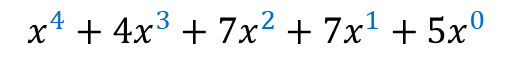 x⁴ + 4x³ + 7x² + 7x¹ + 5x⁰